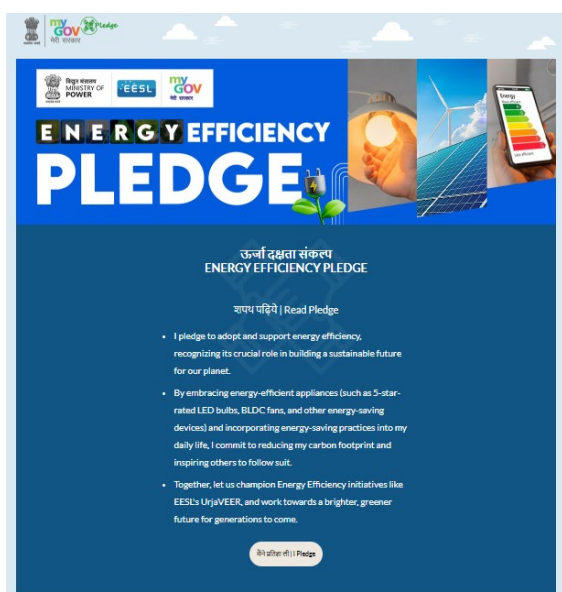 my
GOV Pledge
मेरी सरकार
विद्युत मंत्रालय
MINISTRY OF
POWER
EESL
my
GOV
मेरी सरकार
ENERGY EFFICIENCY
PLEDGE
Energy
ऊर्जा दक्षता संकल्प
ENERGY EFFICIENCY PLEDGE
शपथ पढ़िये | Read Pledge
• I pledge to adopt and support energy efficiency,
recognizing its crucial role in building a sustainable future
for our planet.
• By embracing energy-efficient appliances (such as 5-star-
rated LED bulbs, BLDC fans, and other energy-saving
devices) and incorporating energy-saving practices into my
daily life, I commit to reducing my carbon footprint and
inspiring others to follow suit.
• Together, let us champion Energy Efficiency initiatives like
EESL's UrjaVEER, and work towards a brighter, greener
future for generations to come.
मैंने प्रतिज्ञा ली | I Pledge